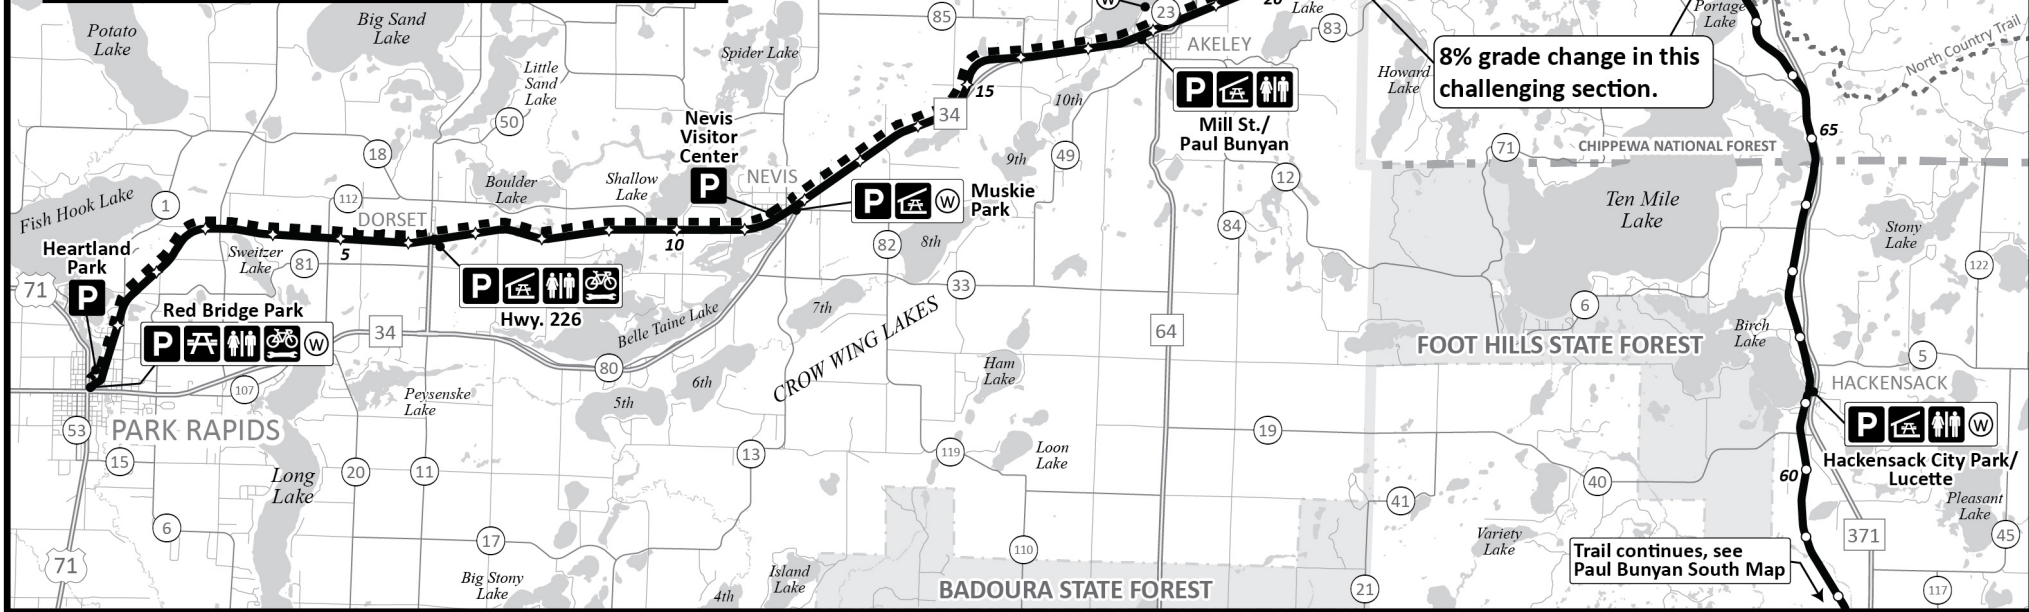 Potato
Lake
Big Sand
Lake
Little
Sand
Lake
Spider Lake
85
W
23
20
Lake
83
AKELEY
Portage
Lake
North Country Trail
8% grade change in this
challenging section.
Howard
Lake
50
18
Nevis
Visitor
Center
P
NEVIS
34
15
10th
9th
49
P
Mill St./
Paul Bunyan
12
84
71
CHIPPEWA NATIONAL FOREST
65
Ten Mile
Lake
Stony
Lake
122
Fish Hook Lake
1
112
DORSET
Boulder
Lake
Shallow
Lake
P
W
Muskie
Park
82
8th
Heartland
Park
P
71
Sweitzer
Lake
81
5
10
P
Hwy. 226
Belle Taine Lake
33
7th
CROW WING LAKES
64
6
Birch
Lake
FOOT HILLS STATE FOREST
5
HACKENSACK
Red Bridge Park
P
W
34
80
107
Peysenske
Lake
6th
5th
Ham
Lake
PARK RAPIDS
53
15
Long
Lake
20
11
13
119
Loon
Lake
19
P
W
Hackensack City Park/
Lucette
60
40
41
Pleasant
Lake
45
6
71
17
Big Stony
Lake
4th
Island
Lake
110
BADOURA STATE FOREST
21
Variety
Lake
Trail continues, see
Paul Bunyan South Map
371
117